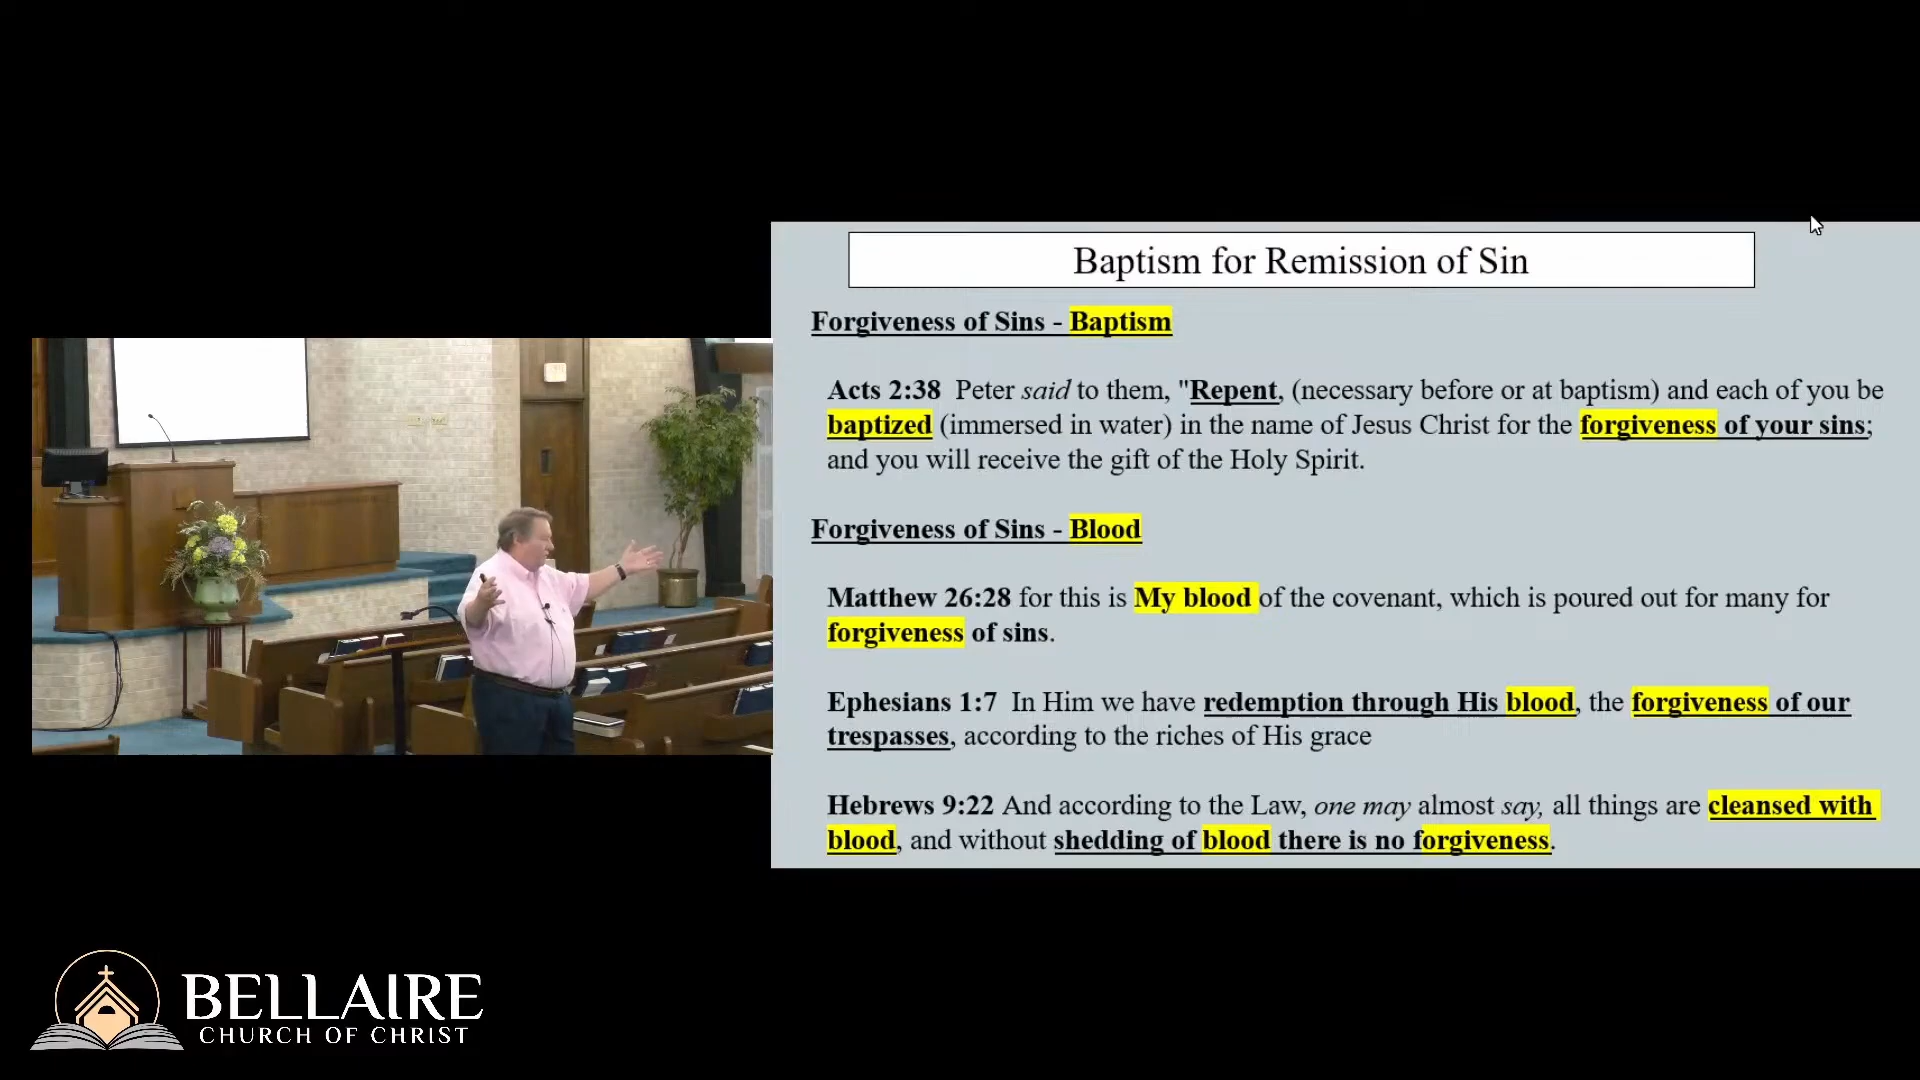 Baptism for Remission of Sin
Forgiveness of Sins - Baptism
Acts 2:38  Peter said to them, "Repent, (necessary before or at baptism) and each of you be
baptized (immersed in water) in the name of Jesus Christ for the forgiveness of your sins;
and you will receive the gift of the Holy Spirit.
Forgiveness of Sins - Blood
Matthew 26:28 for this is My blood of the covenant, which is poured out for many for
forgiveness of sins.
Ephesians 1:7  In Him we have redemption through His blood, the forgiveness of our
trespasses, according to the riches of His grace
Hebrews 9:22 And according to the Law, one may almost say, all things are cleansed with
blood, and without shedding of blood there is no forgiveness.
BELLAIRE
CHURCH OF CHRIST